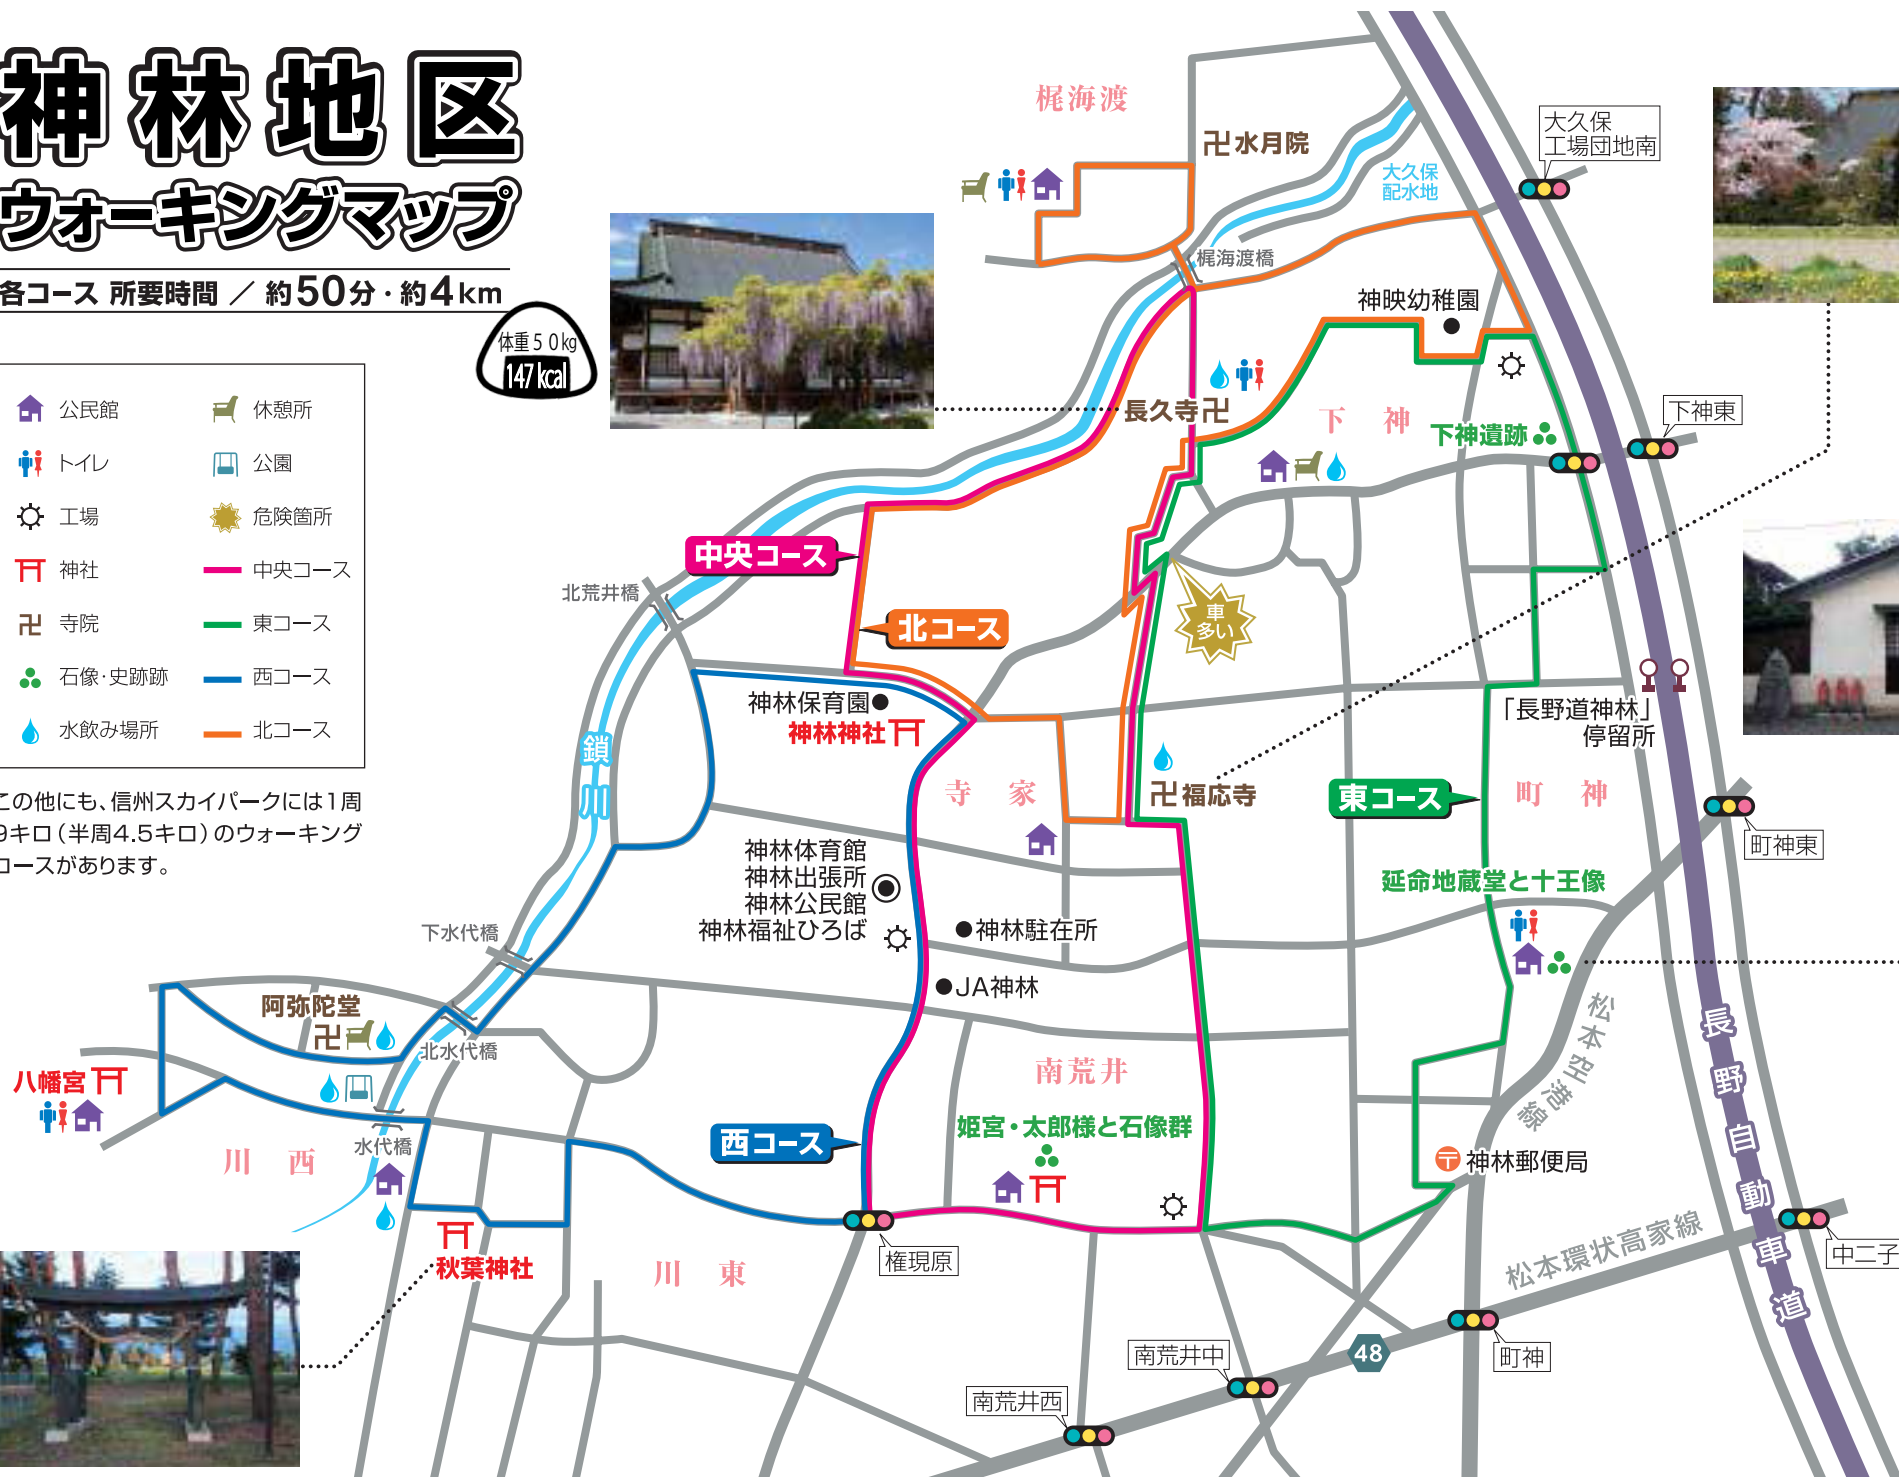 神林地区
ウォーキングマップ
各コース 所要時間 ／ 約50分・約4km
体重５０kg
147 kcal
公民館
休憩所
トイレ
公園
工場
危険箇所
神社
中央コース
寺院
東コース
石像・史跡跡
西コース
水飲み場所
北コース
この他にも、信州スカイパークには1周
9キロ（半周4.5キロ）のウォーキング
コースがあります。
梶海渡
卍水月院
大久保
配水地
大久保
工場団地南
梶海渡橋
神映幼稚園
長久寺卍
下神
下神遺跡
下神東
中央コース
北荒井橋
北コース
車
多い
神林保育園
神林神社
「長野道神林」
停留所
鎖川
寺家
卍福応寺
東コース
町神
町神東
神林体育館
神林出張所
神林公民館
神林福祉ひろば
延命地蔵堂と十王像
下水代橋
神林駐在所
JA神林
阿弥陀堂
卍
北水代橋
八幡宮
松本空港線
長野自動車道
南荒井
姫宮・太郎様と石像群
西コース
水代橋
川西
〒神林郵便局
権現原
秋葉神社
川東
松本環状高家線
中二子
48
町神
南荒井中
南荒井西